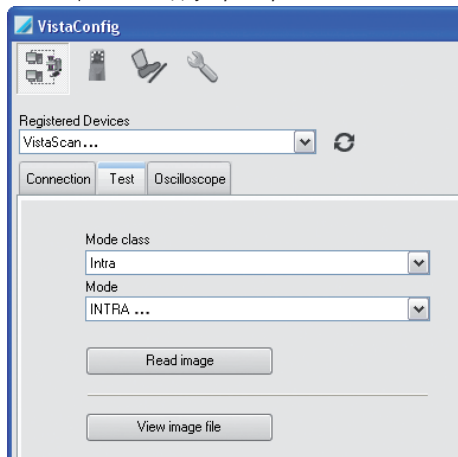 VistaConfig
Registered Devices
VistaScan...
Connection Test Oscilloscope
Mode class
Intra
Mode
INTRA ...
Read image
View image file